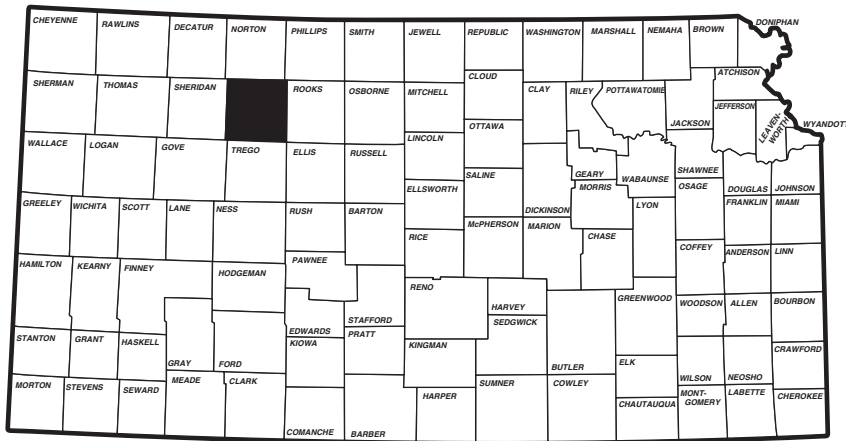 CHEYENNE
RAWLINS
DECATUR
NORTON
PHILLIPS
SMITH
JEWELL
REPUBLIC
WASHINGTON
MARSHALL
NEMAHA
BROWN
DONIPHAN
SHERMAN
THOMAS
SHERIDAN
ROOKS
OSBORNE
MITCHELL
CLOUD
CLAY
RILEY
POTTAWATOMIE
JACKSON
ATCHISON
JEFFERSON
LEAVEN-
WORTH
WYANDOTT
WALLACE
LOGAN
GOVE
TREGO
ELLIS
RUSSELL
LINCOLN
OTTAWA
SALINE
ELLSWORTH
DICKINSON
GEARY
MORRIS
WABAUNSE
SHAWNEE
OSAGE
DOUGLAS
JOHNSON
GREELEY
WICHITA
SCOTT
LANE
NESS
RUSH
BARTON
RICE
McPHERSON
MARION
CHASE
LYON
FRANKLIN
MIAMI
HAMILTON
KEARNY
FINNEY
HODGEMAN
PAWNEE
STAFFORD
RENO
HARVEY
SEDGWICK
BUTLER
GREENWOOD
COFFEY
ANDERSON
LINN
WOODSON
ALLEN
BOURBON
STANTON
GRANT
HASKELL
GRAY
FORD
EDWARDS
KIOWA
PRATT
KINGMAN
SUMNER
COWLEY
ELK
CHAUTAUQUA
WILSON
MONT-
GOMERY
NEOSHO
LABETTE
CRAWFORD
CHEROKEE
MORTON
STEVENS
SEWARD
MEADE
CLARK
COMANCHE
BARBER
HARPER